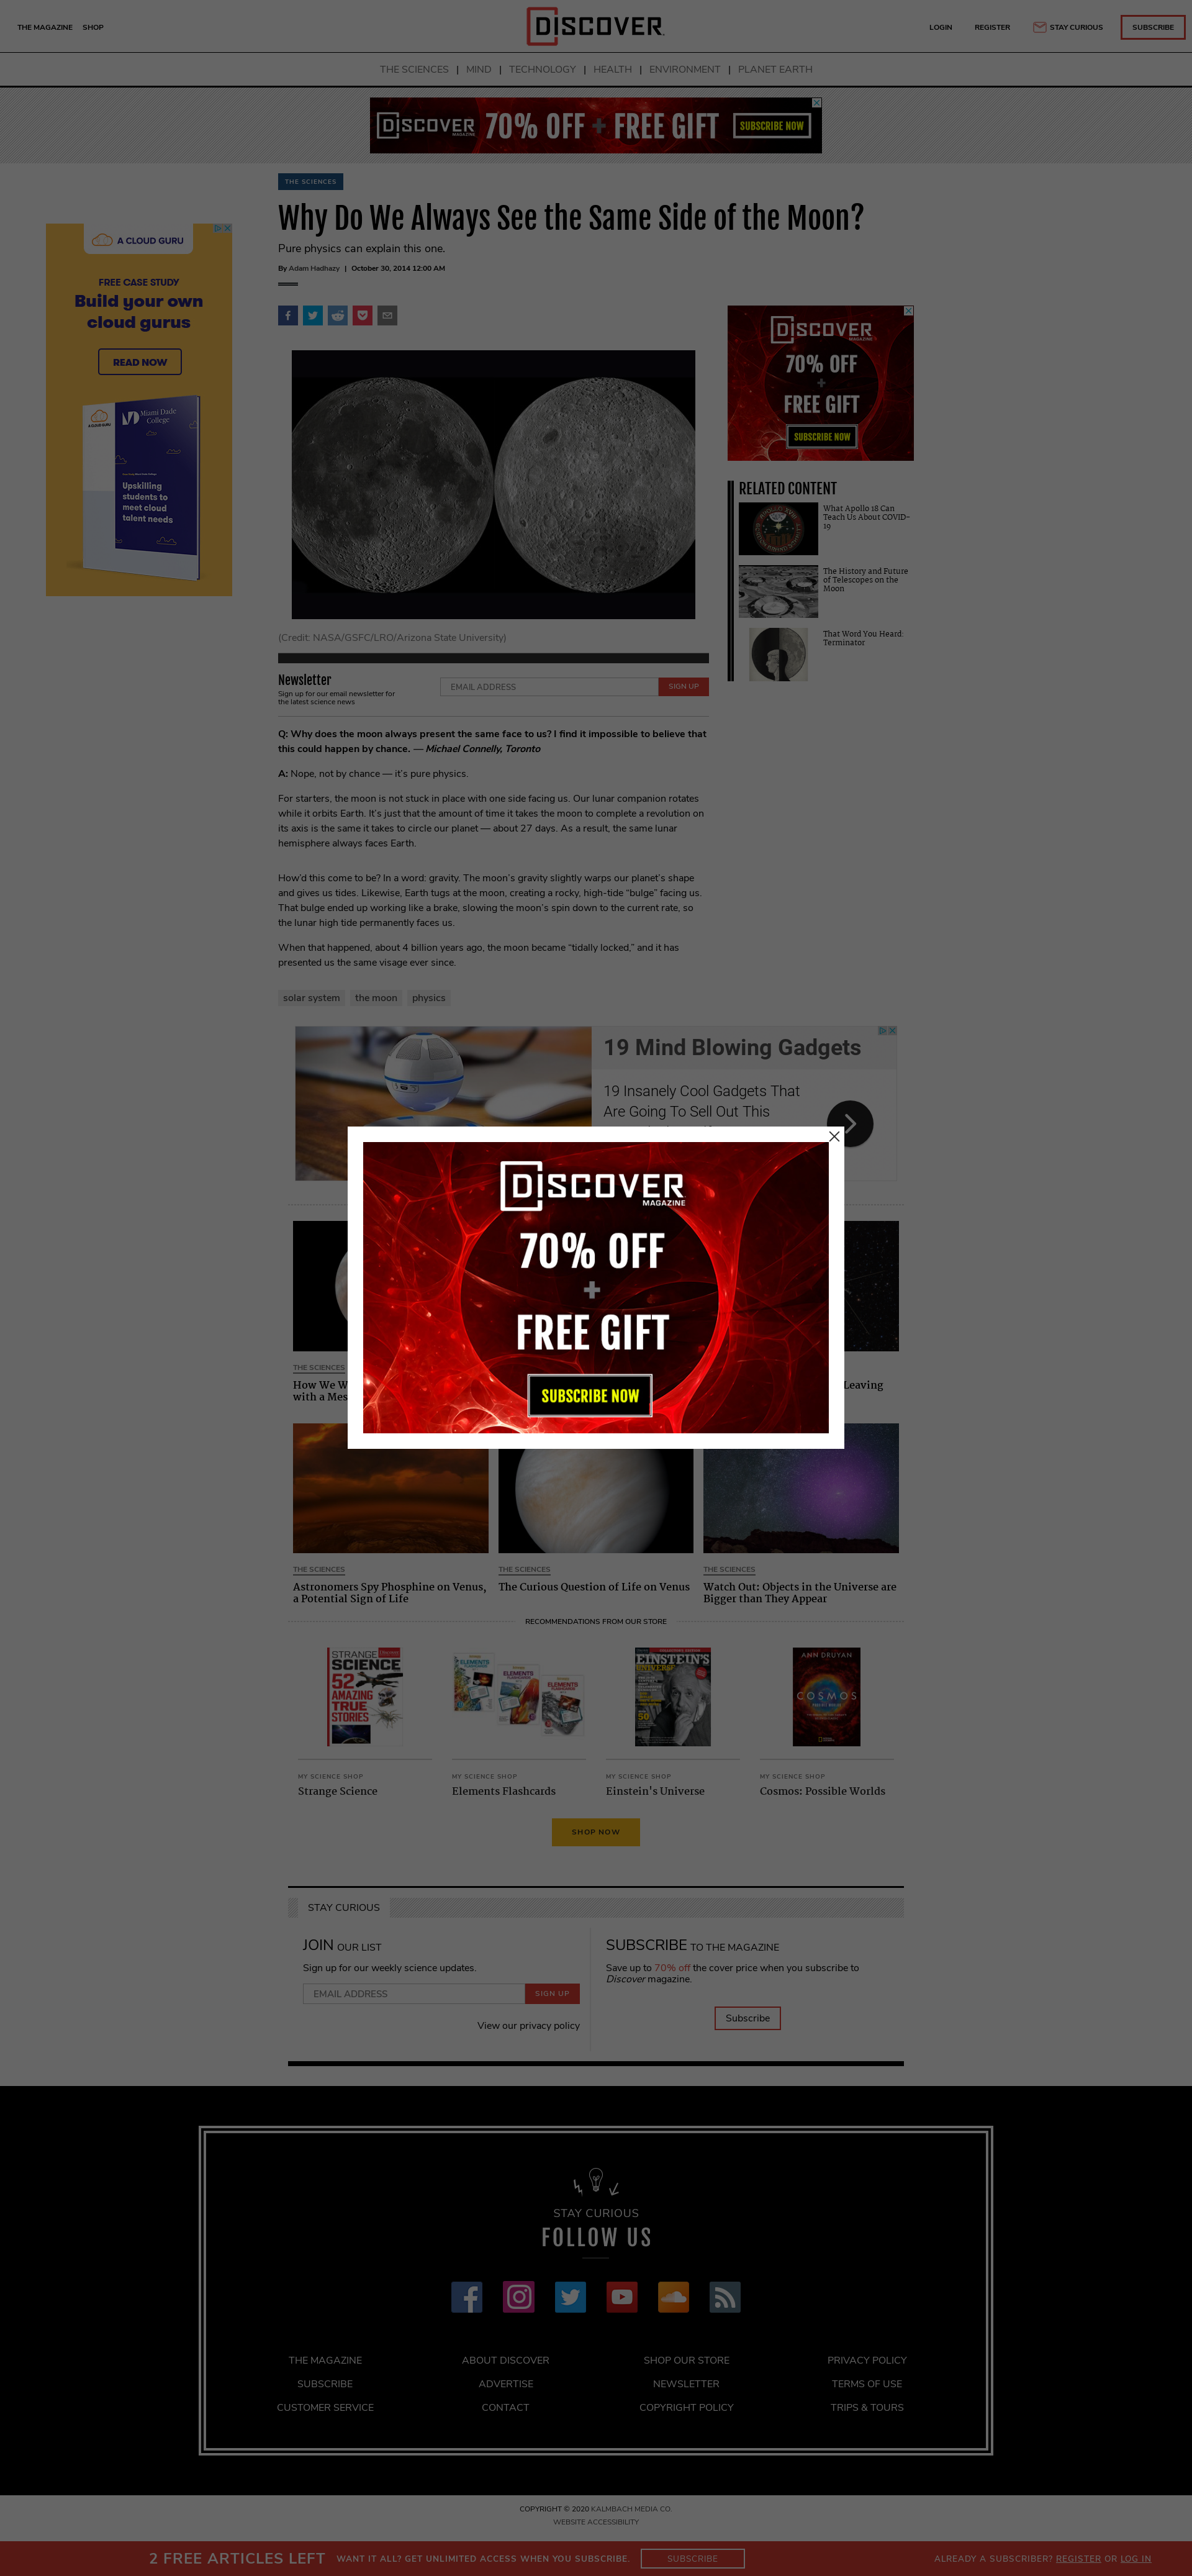 THE MAGAZINE SHOP
DISCOVER
LOGIN REGISTER STAY CURIOUS SUBSCRIBE
THE SCIENCES | MIND | TECHNOLOGY | HEALTH | ENVIRONMENT | PLANET EARTH
DISCOVER MAGAZINE 70% OFF + FREE GIFT SUBSCRIBE NOW
THE SCIENCES
Why Do We Always See the Same Side of the Moon?
Pure physics can explain this one.
By Adam Hadhazy | October 30, 2014 12:00 AM
A CLOUD GURU
FREE CASE STUDY
Build your own
cloud gurus
READ NOW
A CLOUD GURU
Miami Dade
College
Upskilling
students to
meet cloud
talent needs
DISCOVER
MAGAZINE
70% OFF
+
FREE GIFT
SUBSCRIBE NOW
RELATED CONTENT
What Apollo 18 Can
Teach Us About COVID-
19
The History and Future
of Telescopes on the
Moon
That Word You Heard:
Terminator
(Credit: NASA/GSFC/LRO/Arizona State University)
Newsletter
Sign up for our email newsletter for
the latest science news
EMAIL ADDRESS SIGN UP
Q: Why does the moon always present the same face to us? I find it impossible to believe that
this could happen by chance. — Michael Connelly, Toronto
A: Nope, not by chance — it's pure physics.
For starters, the moon is not stuck in place with one side facing us. Our lunar companion rotates
while it orbits Earth. It's just that the amount of time it takes the moon to complete a revolution on
its axis is the same it takes to circle our planet — about 27 days. As a result, the same lunar
hemisphere always faces Earth.
How'd this come to be? In a word: gravity. The moon's gravity slightly warps our planet's shape
and gives us tides. Likewise, Earth tugs at the moon, creating a rocky, high-tide “bulge” facing us.
That bulge ended up working like a brake, slowing the moon's spin down to the current rate, so
the lunar high tide permanently faces us.
When that happened, about 4 billion years ago, the moon became “tidally locked,” and it has
presented us the same visage ever since.
solar system the moon physics
19 Mind Blowing Gadgets
19 Insanely Cool Gadgets That
Are Going To Sell Out This
DISCOVER
MAGAZINE
70% OFF
+
FREE GIFT
SUBSCRIBE NOW
THE SCIENCES
How We W
with a Mes
Leaving
THE SCIENCES
Astronomers Spy Phosphine on Venus,
a Potential Sign of Life
THE SCIENCES
The Curious Question of Life on Venus
THE SCIENCES
Watch Out: Objects in the Universe are
Bigger than They Appear
RECOMMENDATIONS FROM OUR STORE
STRANGE
SCIENCE
52
AMAZING
TRUE
STORIES
ELEMENTS
ELEMENTS
EINSTEIN'S
UNIVERSE
50
ANN DRUYAN
COSMOS
MY SCIENCE SHOP
Strange Science
MY SCIENCE SHOP
Elements Flashcards
MY SCIENCE SHOP
Einstein's Universe
MY SCIENCE SHOP
Cosmos: Possible Worlds
SHOP NOW
STAY CURIOUS
JOIN OUR LIST
Sign up for our weekly science updates.
EMAIL ADDRESS SIGN UP
View our privacy policy
SUBSCRIBE TO THE MAGAZINE
Save up to 70% off the cover price when you subscribe to
Discover magazine.
Subscribe
STAY CURIOUS
FOLLOW US
THE MAGAZINE ABOUT DISCOVER SHOP OUR STORE PRIVACY POLICY
SUBSCRIBE ADVERTISE NEWSLETTER TERMS OF USE
CUSTOMER SERVICE CONTACT COPYRIGHT POLICY TRIPS & TOURS
COPYRIGHT © 2020 KALMBACH MEDIA CO.
WEBSITE ACCESSIBILITY
2 FREE ARTICLES LEFT WANT IT ALL? GET UNLIMITED ACCESS WHEN YOU SUBSCRIBE. SUBSCRIBE ALREADY A SUBSCRIBER? REGISTER OR LOG IN